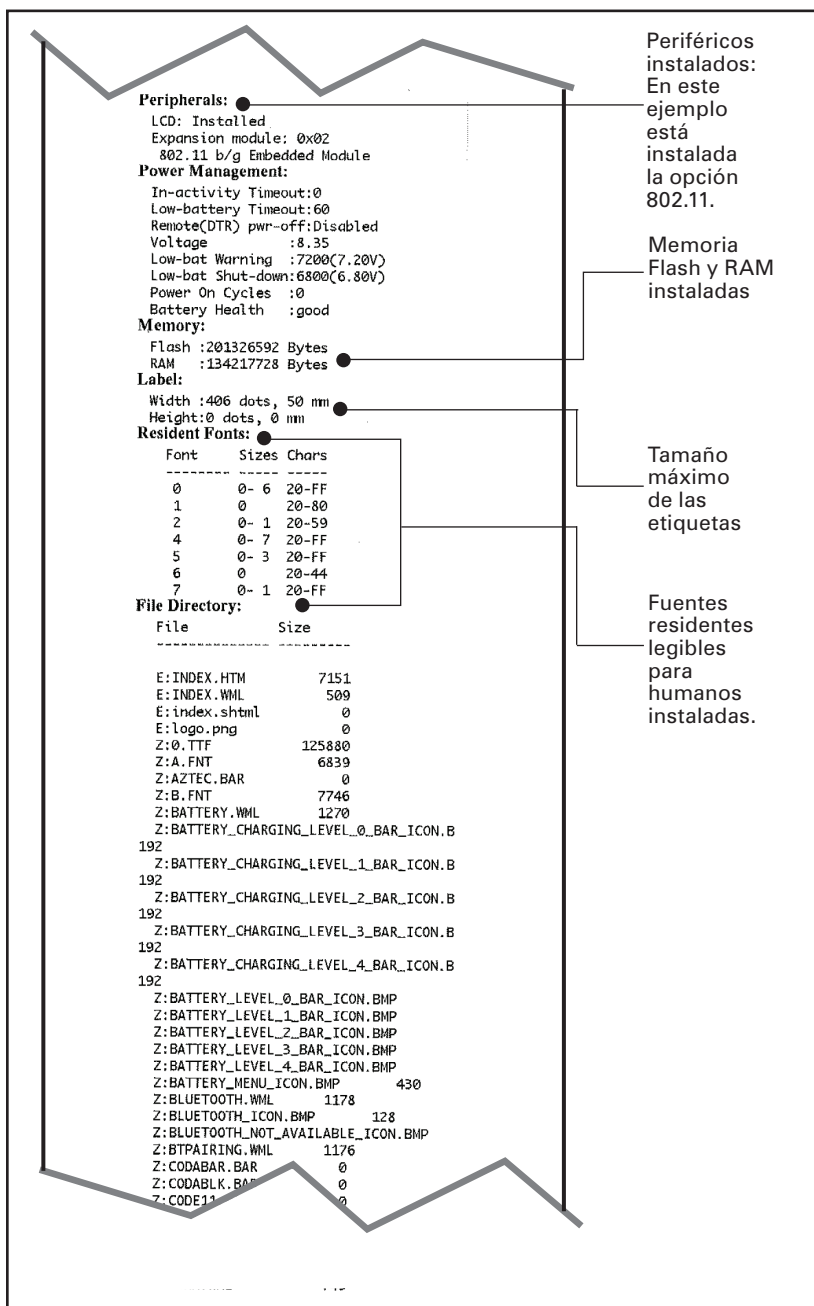 Peripherals:
LCD: Installed
Expansion module: 0x02
802.11 b/g Embedded Module
Power Management:
In-activity Timeout:0
Low-battery Timeout:60
Remote(DTR) pwr-off:Disabled
Voltage :8.35
Low-bat Warning :7200(7.20V)
Low-bat Shut-down:6800(6.80V)
Power On Cycles :0
Battery Health :good
Memory:
Flash :201326592 Bytes
RAM :134217728 Bytes
Label:
Width :406 dots, 50 mm
Height:0 dots, 0 mm
Resident Fonts:
Font Sizes Chars
-------- ----- -----
0 0- 6 20-FF
1 0 20-80
2 0- 1 20-59
4 0- 7 20-FF
5 0- 3 20-FF
6 0 20-44
7 0- 1 20-FF
File Directory:
File Size
--------------- ---------
E:INDEX.HTM 7151
E:INDEX.WML 509
E:index.shtml 0
E:logo.png 0
Z:0.TTF 125880
Z:A.FNT 6839
Z:AZTEC.BAR 0
Z:B.FNT 7746
Z:BATTERY.WML 1270
Z:BATTERY_CHARGING_LEVEL_0_BAR_ICON.B
192
Z:BATTERY_CHARGING_LEVEL_1_BAR_ICON.B
192
Z:BATTERY_CHARGING_LEVEL_2_BAR_ICON.B
192
Z:BATTERY_CHARGING_LEVEL_3_BAR_ICON.B
192
Z:BATTERY_CHARGING_LEVEL_4_BAR_ICON.B
192
Z:BATTERY_LEVEL_0_BAR_ICON.BMP
Z:BATTERY_LEVEL_1_BAR_ICON.BMP
Z:BATTERY_LEVEL_2_BAR_ICON.BMP
Z:BATTERY_LEVEL_3_BAR_ICON.BMP
Z:BATTERY_LEVEL_4_BAR_ICON.BMP
Z:BATTERY_MENU_ICON.BMP 430
Z:BLUETOOTH.WML 1178
Z:BLUETOOTH_ICON.BMP 128
Z:BLUETOOTH_NOT_AVAILABLE_ICON.BMP
Z:BTPAIRING.WML 1176
Z:CODABAR.BAR 0
Z:CODABLK.BAR 0
Z:CODE11 0
Periféricos
instalados:
En este
ejemplo
está
instalada
la opción
802.11.
Memoria
Flash y RAM
instaladas
Tamaño
máximo
de las
etiquetas
Fuentes
residentes
legibles
para
humanos
instaladas.